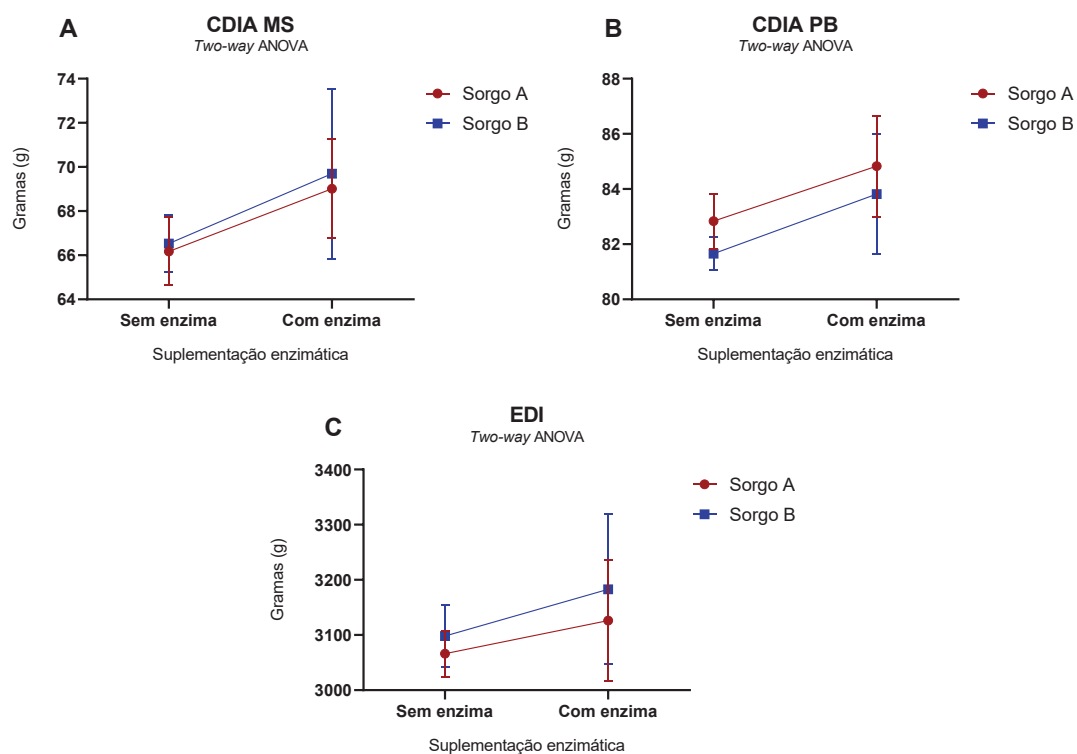 A
CDIA MS
Two-way ANOVA
Gramas (g)
74
72
70
68
66
64
Sem enzima
Com enzima
Suplementação enzimática
Sorgo A
Sorgo B
B
CDIA PB
Two-way ANOVA
Gramas (g)
88
86
84
82
80
Sem enzima
Com enzima
Suplementação enzimática
Sorgo A
Sorgo B
C
EDI
Two-way ANOVA
Gramas (g)
3400
3300
3200
3100
3000
Sem enzima
Com enzima
Suplementação enzimática
Sorgo A
Sorgo B